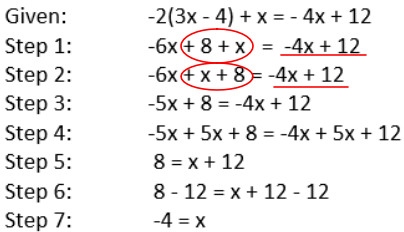 Given: -2(3x - 4) + x = - 4x + 12
Step 1: -6x + 8 + x = -4x + 12
Step 2: -6x + x + 8 = -4x + 12
Step 3: -5x + 8 = -4x + 12
Step 4: -5x + 5x + 8 = -4x + 5x + 12
Step 5: 8 = x + 12
Step 6: 8 - 12 = x + 12 - 12
Step 7: -4 = x